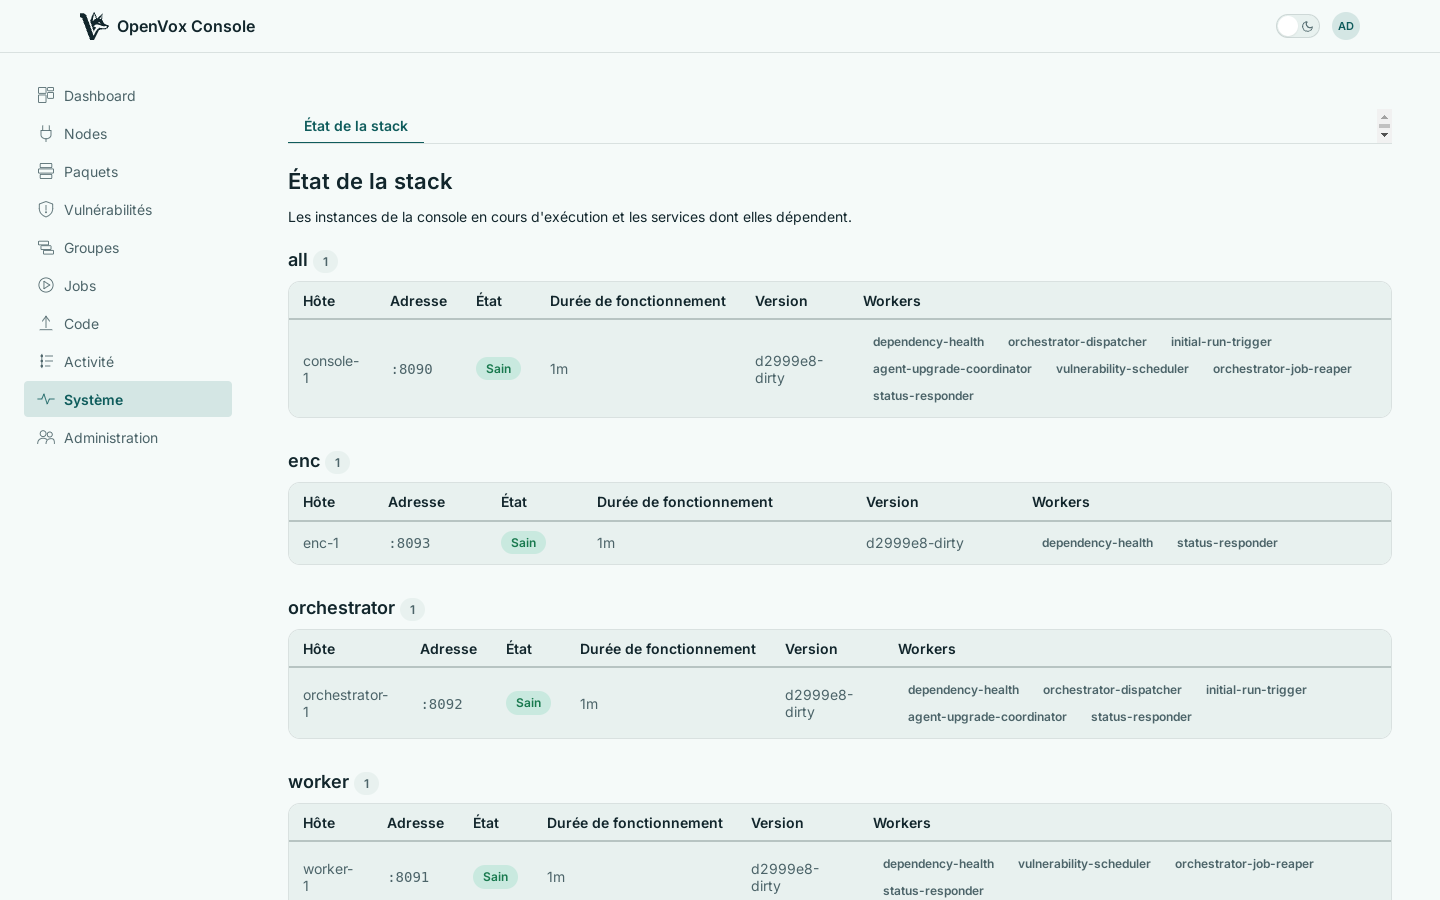 OpenVox Console
AD
Dashboard
Nodes
Paquets
Vulnérabilités
Groupes
Jobs
Code
Activité
Système
Administration
État de la stack
État de la stack
Les instances de la console en cours d'exécution et les services dont elles dépendent.
all 1
Hôte Adresse État Durée de fonctionnement Version Workers
console-1 :8090 Sain 1m d2999e8-dirty dependency-health orchestrator-dispatcher initial-run-trigger
agent-upgrade-coordinator vulnerability-scheduler orchestrator-job-reaper
status-responder
enc 1
Hôte Adresse État Durée de fonctionnement Version Workers
enc-1 :8093 Sain 1m d2999e8-dirty dependency-health status-responder
orchestrator 1
Hôte Adresse État Durée de fonctionnement Version Workers
orchestrator-1 :8092 Sain 1m d2999e8-dirty dependency-health orchestrator-dispatcher initial-run-trigger
agent-upgrade-coordinator status-responder
worker 1
Hôte Adresse État Durée de fonctionnement Version Workers
worker-1 :8091 Sain 1m d2999e8-dirty dependency-health vulnerability-scheduler orchestrator-job-reaper
status-responder